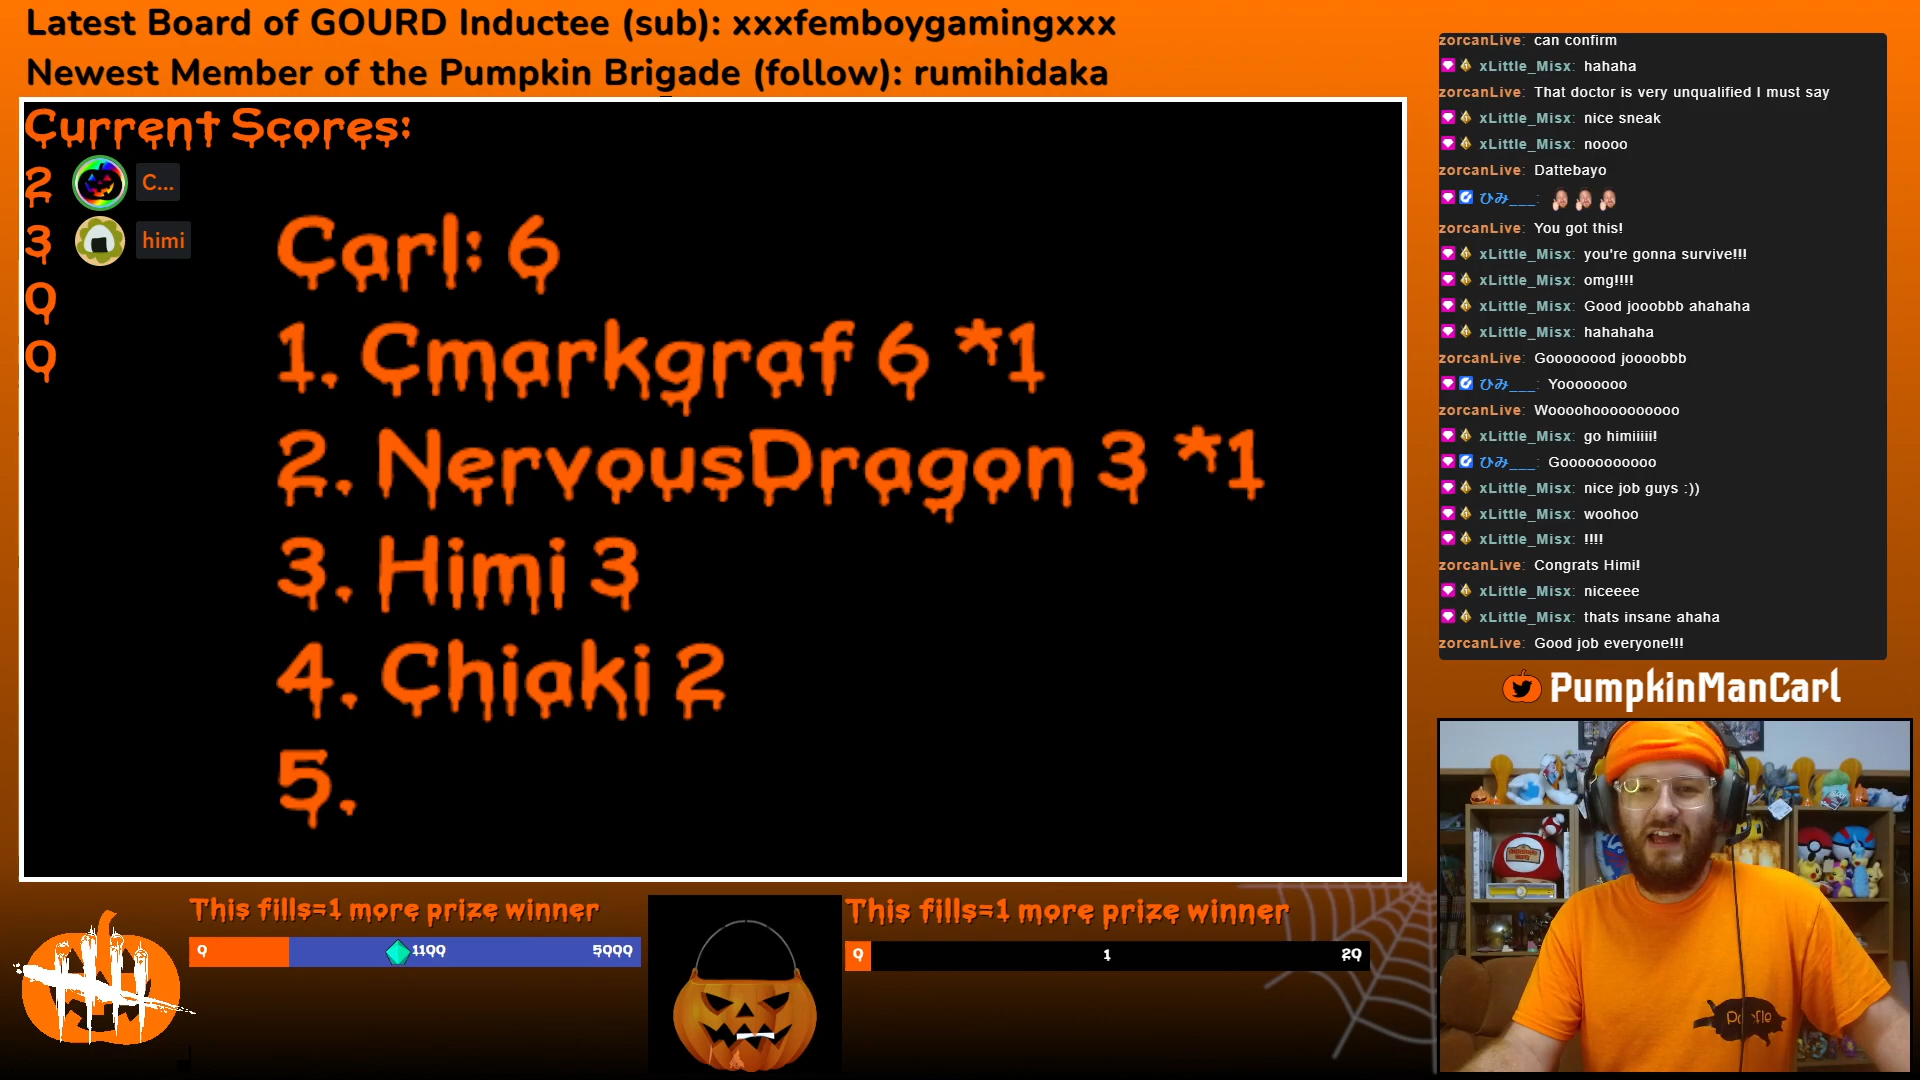 Latest Board of GOURD Inductee (sub): xxxfemboygamingxxx
Newest Member of the Pumpkin Brigade (follow): rumihidaka
Current Scores:
2 C...
3 himi
0
0
Carl: 6
1. Cmarkgraf 6 *1
2. NervousDragon 3 *1
3. Himi 3
4. Chiaki 2
5.
zorcanLive: can confirm
xLittle_Misx: hahaha
zorcanLive: That doctor is very unqualified I must say
xLittle_Misx: nice sneak
xLittle_Misx: noooo
zorcanLive: Dattebayo
ひみ___:
zorcanLive: You got this!
xLittle_Misx: you're gonna survive!!!
xLittle_Misx: omg!!!!
xLittle_Misx: Good jooobbb ahahaha
xLittle_Misx: hahahaha
zorcanLive: Goooooood joooobbb
ひみ___: Yoooooooo
zorcanLive: Woooohoooooooooo
xLittle_Misx: go himiiiii!
ひみ___: Gooooooooooo
xLittle_Misx: nice job guys :))
xLittle_Misx: woohoo
xLittle_Misx: !!!!
zorcanLive: Congrats Himi!
xLittle_Misx: niceeee
xLittle_Misx: thats insane ahaha
zorcanLive: Good job everyone!!!
PumpkinManCarl
This fills=1 more prize winner
0 1100 5000
This fills=1 more prize winner
0 1 20